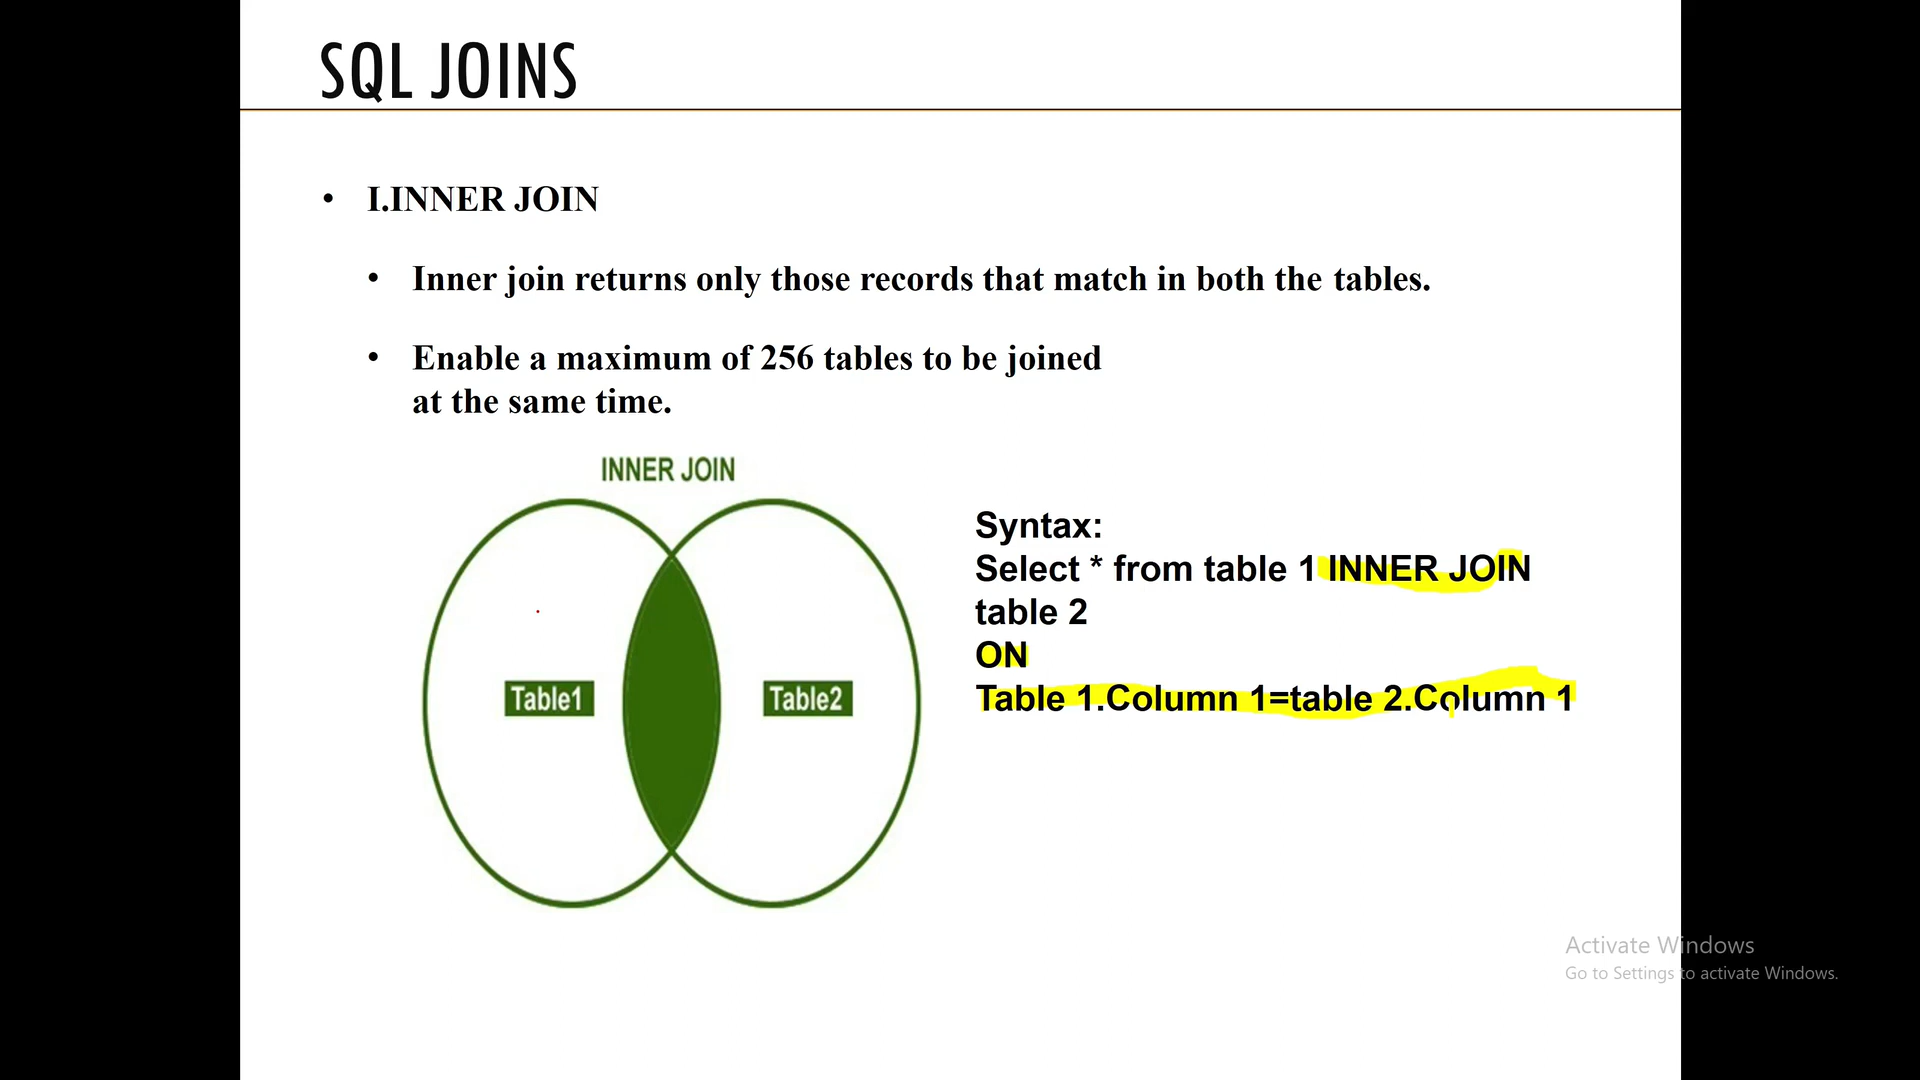 SQL JOINS
• I.INNER JOIN
• Inner join returns only those records that match in both the tables.
• Enable a maximum of 256 tables to be joined
at the same time.
INNER JOIN
Table1
Table2
Syntax:
Select * from table 1 INNER JOIN
table 2
ON
Table 1.Column 1=table 2.Column 1
Activate Windows
Go to Settings to activate Windows.